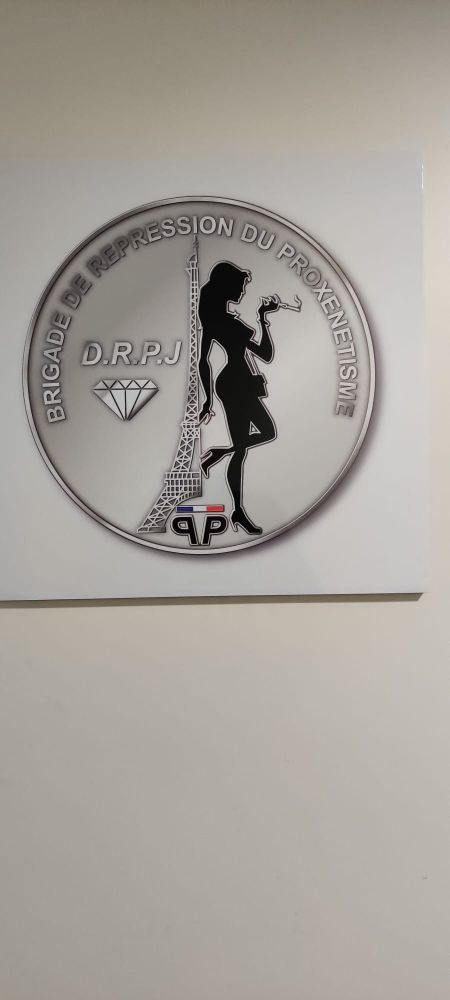 BRIGADE DE REPRESSION DU PROXENETISME
D.R.P.J
PP